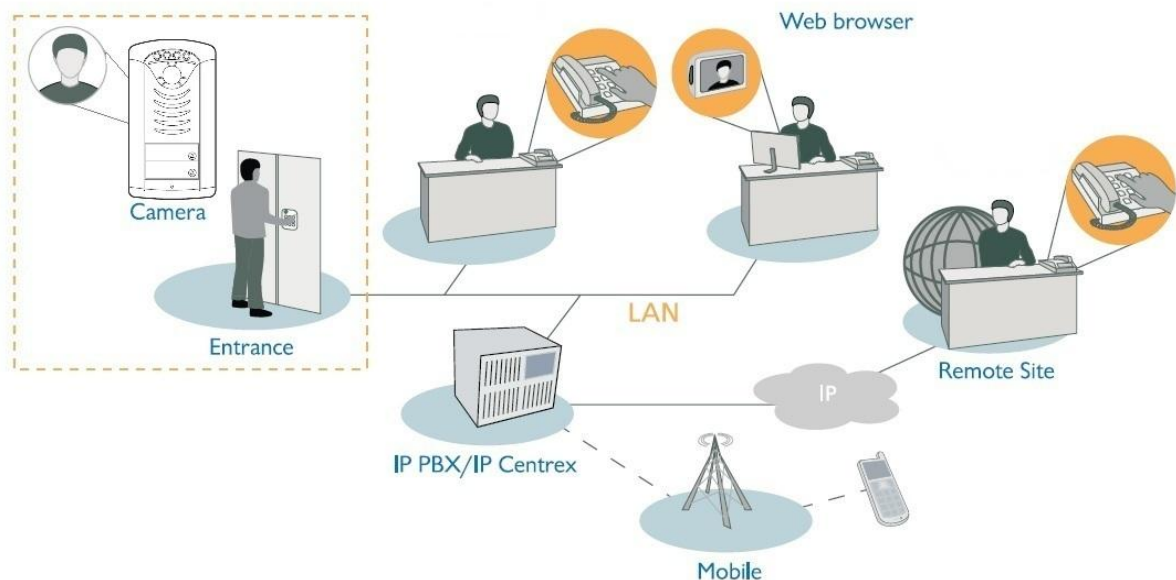 Web browser
Camera
LAN
Entrance
Remote Site
IP
IP PBX/IP Centrex
Mobile